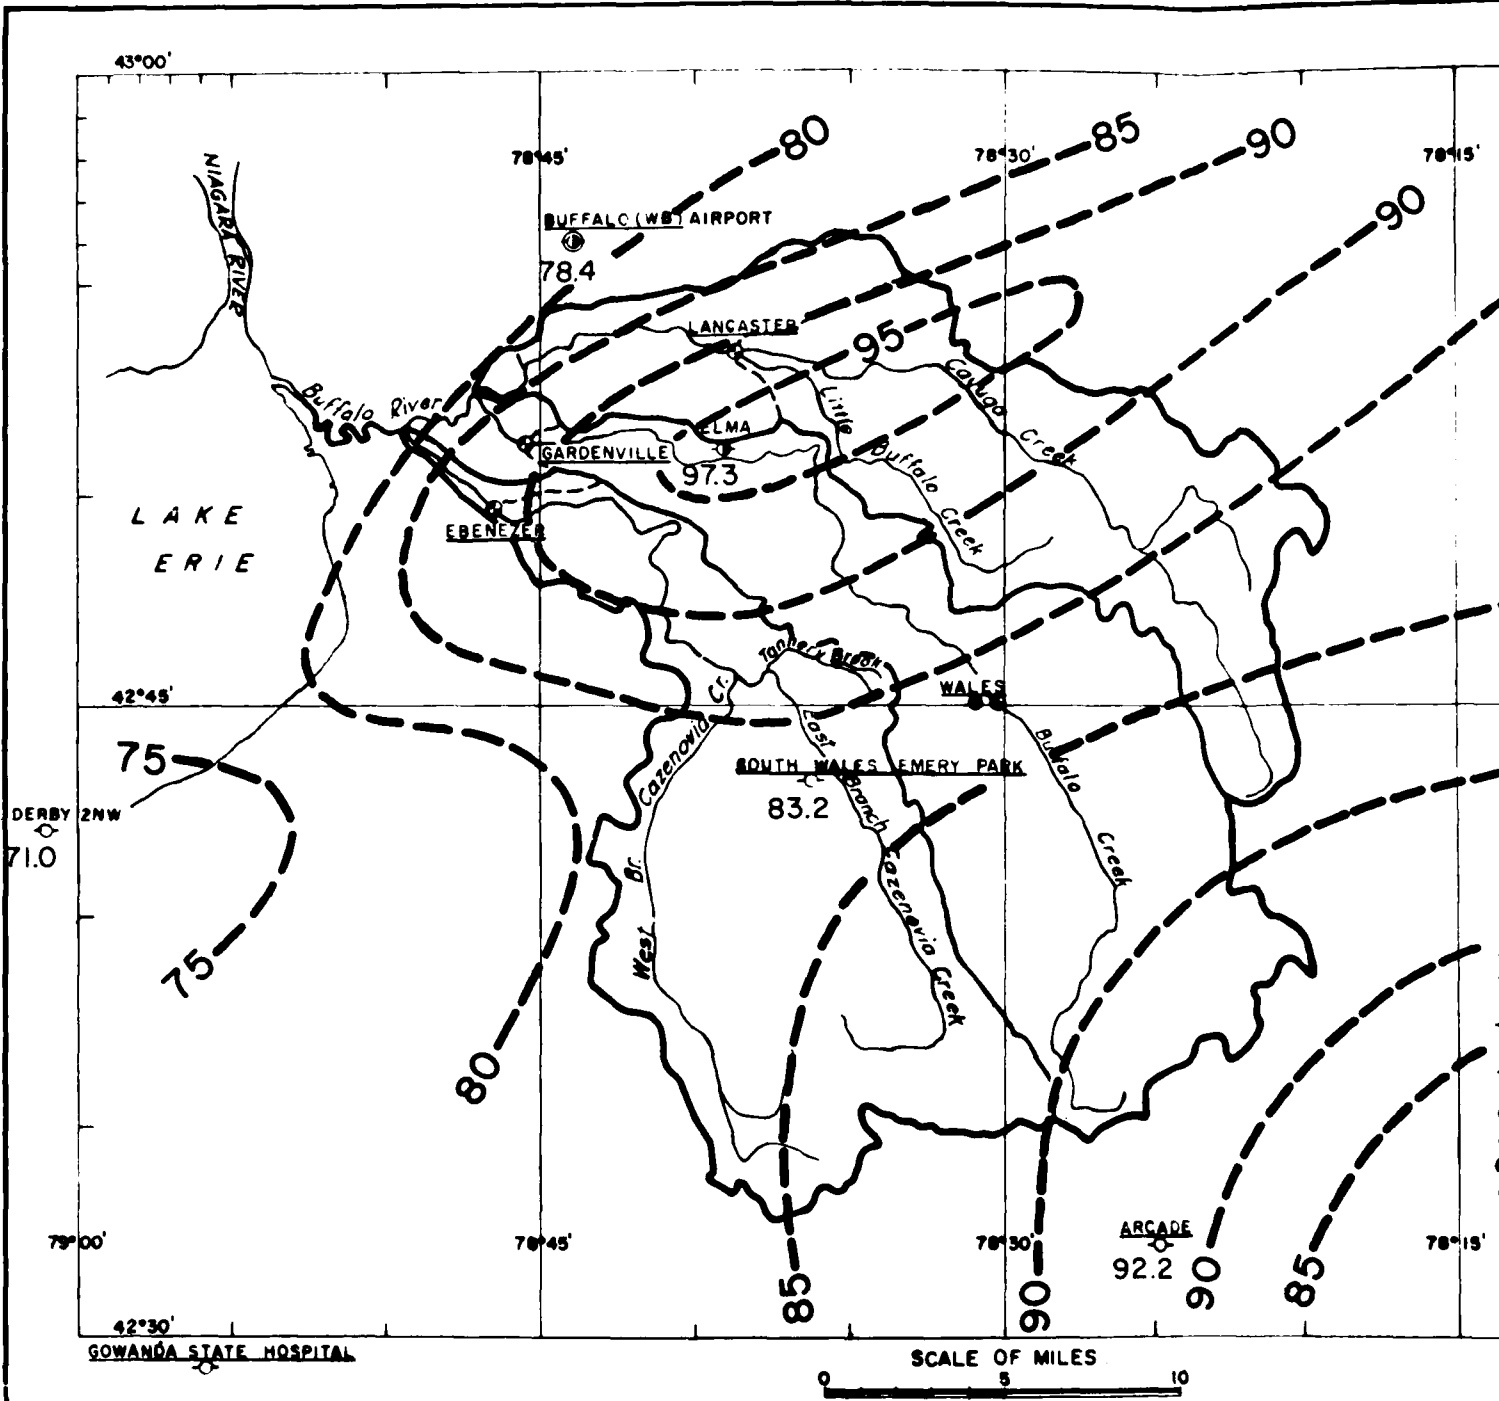 43°00'
80
85
90
78°45'
78°30'
78°15'
NIAGARA RIVER
90
BUFFALO (WB) AIRPORT
78.4
LANCASTER
95
Buffalo River
Cayuga Creek
Little Buffalo Creek
ELMA
GARDENVILLE
97.3
LAKE
ERIE
EBENEZER
Tannery Brook
42°45'
WALES
Cazenovia Cr.
West Br.
East Branch Cazenovia Creek
Buffalo Creek
75
SOUTH WALES EMERY PARK
83.2
DERBY 2NW
71.0
75
80
79°00'
78°45'
78°30'
78°15'
ARCADE
92.2
85
90
90
85
42°30'
GOWANDA STATE HOSPITAL
SCALE OF MILES
0 5 10